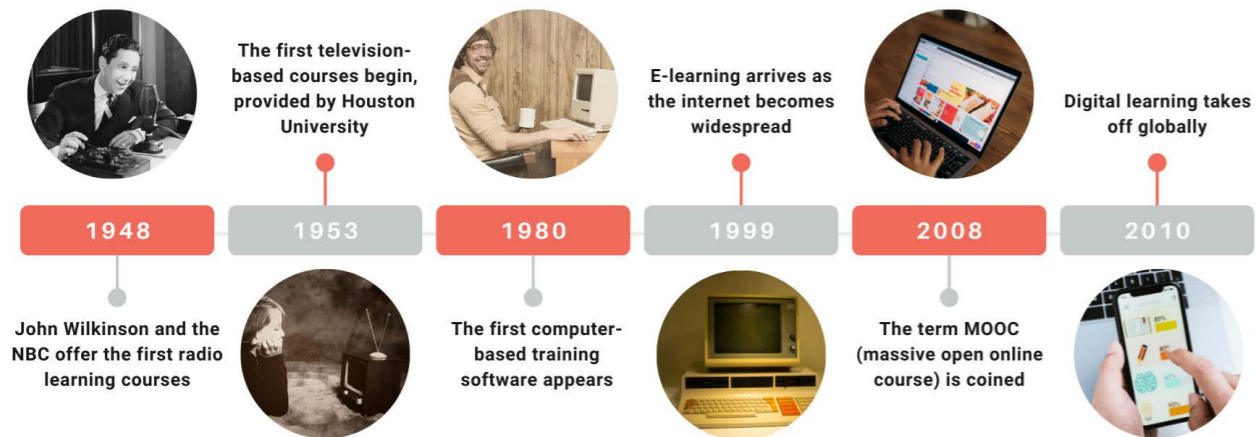 The first television-
based courses begin,
provided by Houston
University
E-learning arrives as
the internet becomes
widespread
Digital learning takes
off globally
1948
1953
1980
1999
2008
2010
John Wilkinson and the
NBC offer the first radio
learning courses
The first computer-
based training
software appears
The term MOOC
(massive open online
course) is coined